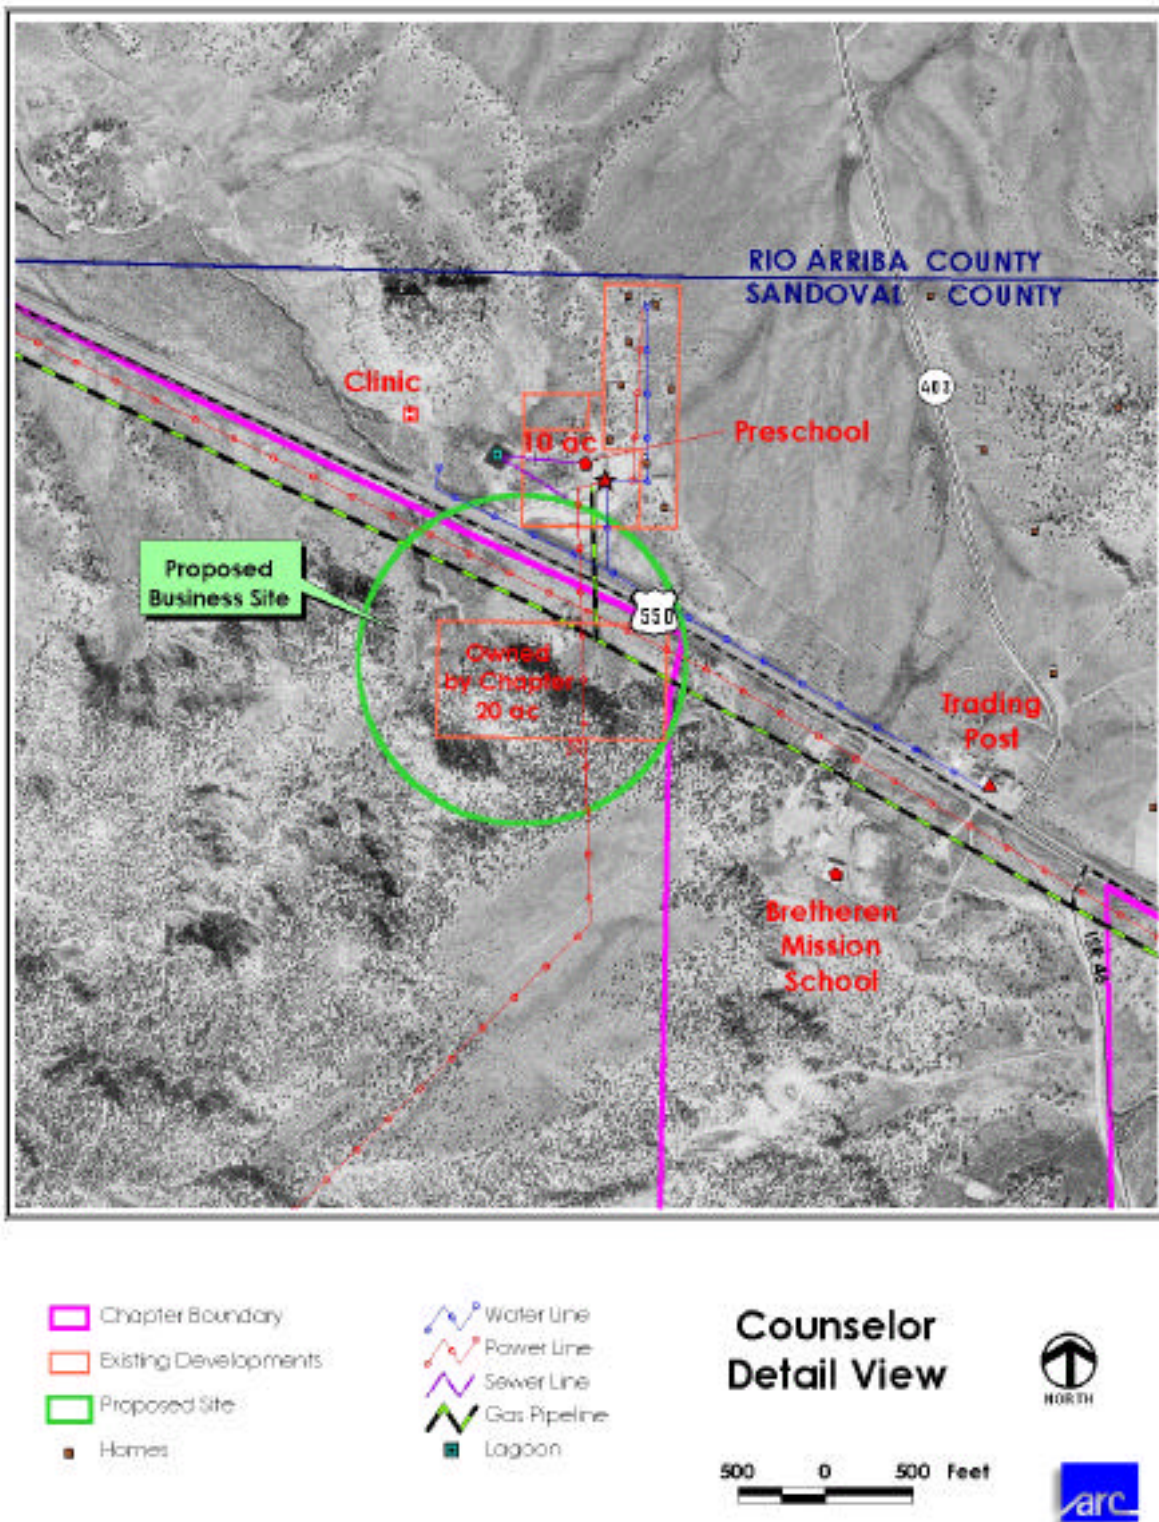 RIO ARRIBA COUNTY
SANDOVAL COUNTY
Clinic
403
10 ac
Preschool
Proposed
Business Site
550
Owned
by Chapter
20 ac
Trading
Post
Bretheren
Mission
School
Chapter Boundary
Existing Developments
Proposed Site
Homes
Water Line
Power Line
Sewer Line
Gas Pipeline
Lagoon
Counselor
Detail View
NORTH
500 0 500 Feet
arc